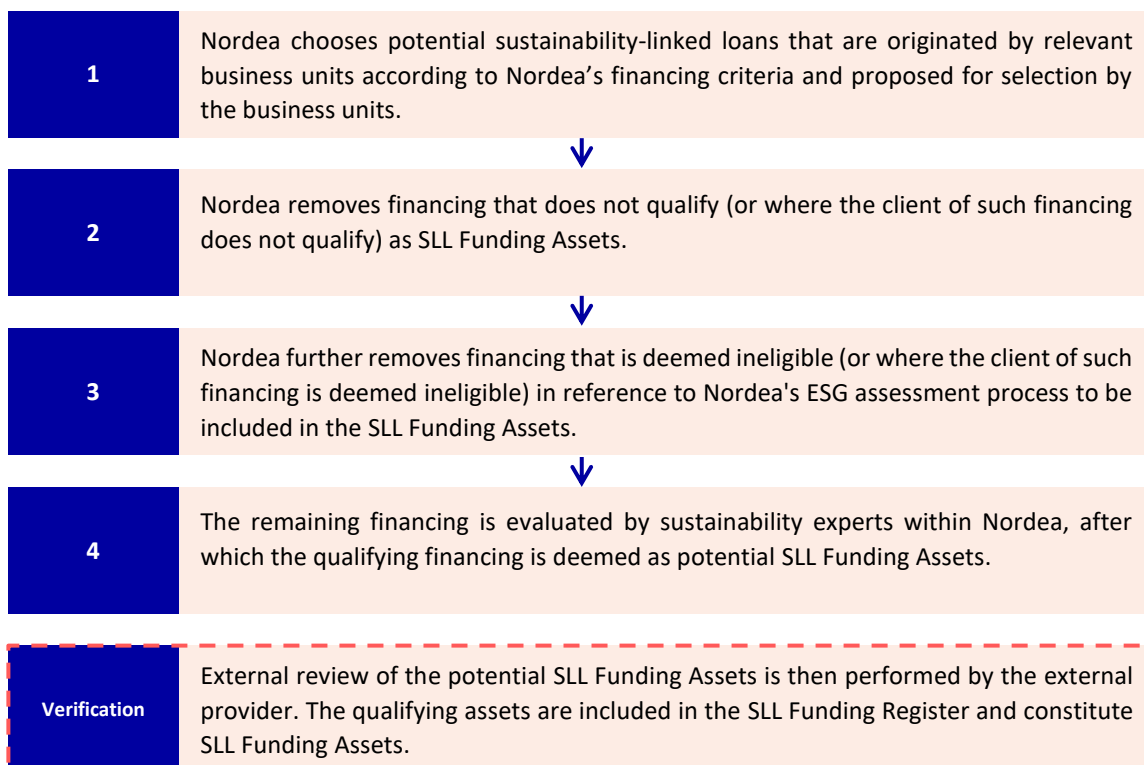 1
Nordea chooses potential sustainability-linked loans that are originated by relevant
business units according to Nordea’s financing criteria and proposed for selection by
the business units.
2
Nordea removes financing that does not qualify (or where the client of such financing
does not qualify) as SLL Funding Assets.
3
Nordea further removes financing that is deemed ineligible (or where the client of such
financing is deemed ineligible) in reference to Nordea's ESG assessment process to be
included in the SLL Funding Assets.
4
The remaining financing is evaluated by sustainability experts within Nordea, after
which the qualifying financing is deemed as potential SLL Funding Assets.
Verification
External review of the potential SLL Funding Assets is then performed by the external
provider. The qualifying assets are included in the SLL Funding Register and constitute
SLL Funding Assets.